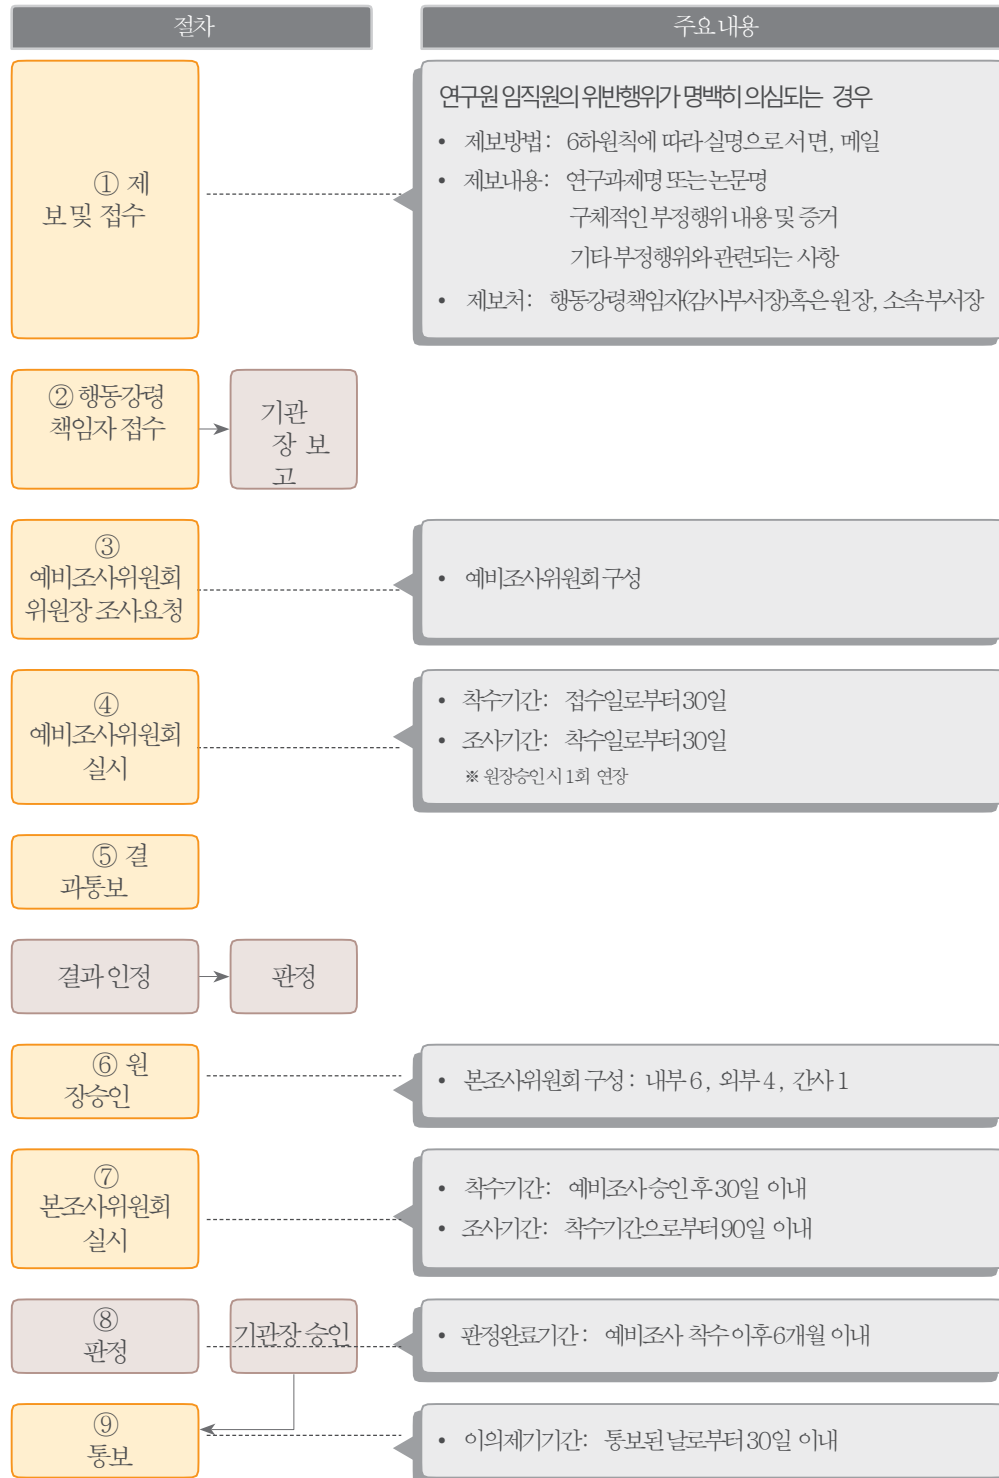 절차
주요 내용
① 제
보 및 접수
연구원 임직원의 위반행위가 명백히 의심되는 경우
• 제보방법: 6하원칙에 따라 실명으로 서면, 메일
• 제보내용: 연구과제명 또는 논문명
구체적인 부정행위 내용 및 증거
기타 부정행위와 관련되는 사항
• 제보처: 행동강령책임자(감사부서장)혹은 원장, 소속부서장
② 행동강령
책임자 접수
기관
장 보
고
③
예비조사위원회
위원장 조사요청
• 예비조사위원회 구성
④
예비조사위원회
실시
• 착수기간: 접수일로부터 30일
• 조사기간: 착수일로부터 30일
※ 원장승인 시 1회 연장
⑤ 결
과통보
결과 인정
판정
⑥ 원
장승인
• 본조사위원회 구성: 내부 6, 외부 4, 간사 1
⑦
본조사위원회
실시
• 착수기간: 예비조사 승인 후 30일 이내
• 조사기간: 착수기간으로부터 90일 이내
⑧
판정
기관장 승인
• 판정완료기간: 예비조사 착수 이후 6개월 이내
⑨
통보
• 이의제기기간: 통보된 날로부터 30일 이내